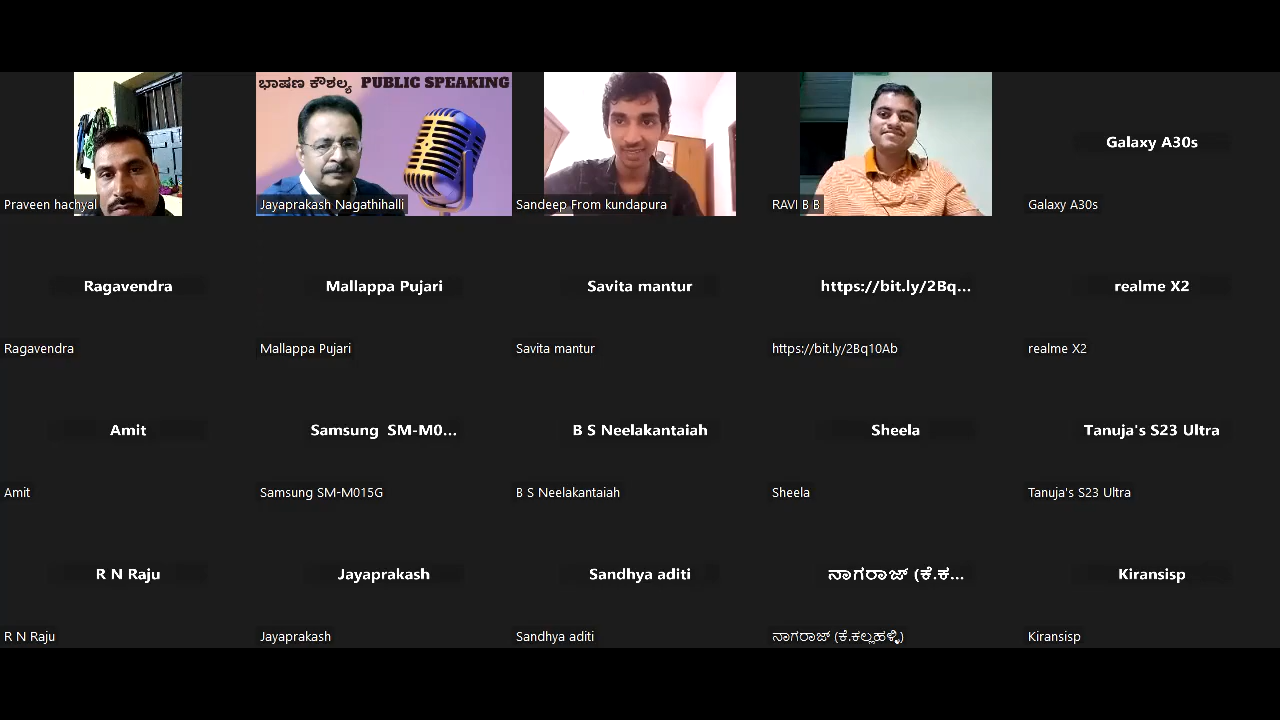 ಭಾಷಣ ಕೌಶಲ್ಯ PUBLIC SPEAKING
Galaxy A30s
Praveen hachyal
Jayaprakash Nagathihalli
Sandeep From kundapura
RAVI B B
Galaxy A30s
Ragavendra
Mallappa Pujari
Savita mantur
https://bit.ly/2Bq...
realme X2
Ragavendra
Mallappa Pujari
Savita mantur
https://bit.ly/2Bq10Ab
realme X2
Amit
Samsung SM-M0...
B S Neelakantaiah
Sheela
Tanuja's S23 Ultra
Amit
Samsung SM-M015G
B S Neelakantaiah
Sheela
Tanuja's S23 Ultra
R N Raju
Jayaprakash
Sandhya aditi
ನಾಗರಾಜ್ (ಕೆ.ಕ...
Kiransisp
R N Raju
Jayaprakash
Sandhya aditi
ನಾಗರಾಜ್ (ಕೆ.ಕಲ್ಲಹಳ್ಳಿ)
Kiransisp